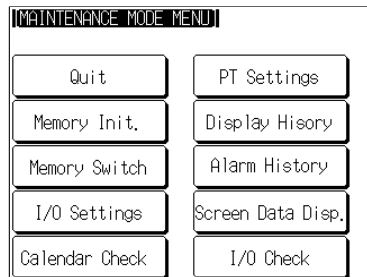 [MAINTENANCE MODE MENU]
Quit
PT Settings
Memory Init.
Display Hisory
Memory Switch
Alarm History
I/O Settings
Screen Data Disp.
Calendar Check
I/O Check